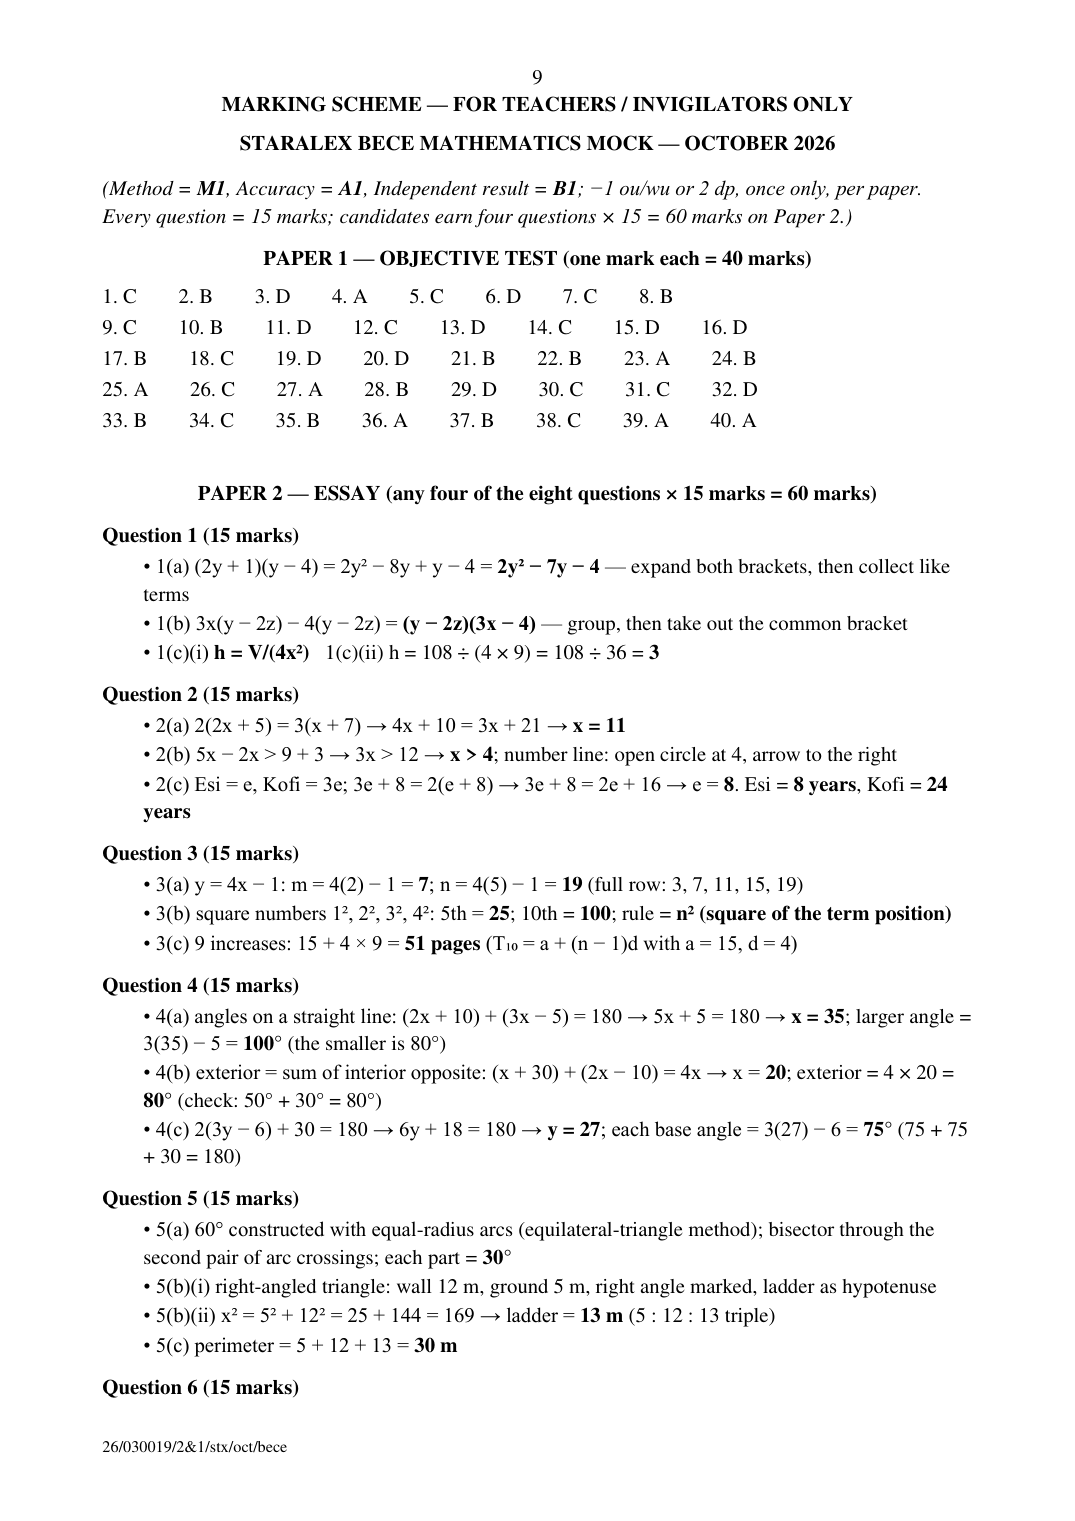 9
MARKING SCHEME — FOR TEACHERS / INVIGILATORS ONLY
STARALEX BECE MATHEMATICS MOCK — OCTOBER 2026
(Method = M1, Accuracy = A1, Independent result = B1; −1 ou/wu or 2 dp, once only, per paper.
Every question = 15 marks; candidates earn four questions × 15 = 60 marks on Paper 2.)
PAPER 1 — OBJECTIVE TEST (one mark each = 40 marks)
1. C 2. B 3. D 4. A 5. C 6. D 7. C 8. B
9. C 10. B 11. D 12. C 13. D 14. C 15. D 16. D
17. B 18. C 19. D 20. D 21. B 22. B 23. A 24. B
25. A 26. C 27. A 28. B 29. D 30. C 31. C 32. D
33. B 34. C 35. B 36. A 37. B 38. C 39. A 40. A
PAPER 2 — ESSAY (any four of the eight questions × 15 marks = 60 marks)
Question 1 (15 marks)
• 1(a) (2y + 1)(y − 4) = 2y² − 8y + y − 4 = 2y² − 7y − 4 — expand both brackets, then collect like
terms
• 1(b) 3x(y − 2z) − 4(y − 2z) = (y − 2z)(3x − 4) — group, then take out the common bracket
• 1(c)(i) h = V/(4x²) 1(c)(ii) h = 108 ÷ (4 × 9) = 108 ÷ 36 = 3
Question 2 (15 marks)
• 2(a) 2(2x + 5) = 3(x + 7) → 4x + 10 = 3x + 21 → x = 11
• 2(b) 5x − 2x > 9 + 3 → 3x > 12 → x > 4; number line: open circle at 4, arrow to the right
• 2(c) Esi = e, Kofi = 3e; 3e + 8 = 2(e + 8) → 3e + 8 = 2e + 16 → e = 8. Esi = 8 years, Kofi = 24
years
Question 3 (15 marks)
• 3(a) y = 4x − 1: m = 4(2) − 1 = 7; n = 4(5) − 1 = 19 (full row: 3, 7, 11, 15, 19)
• 3(b) square numbers 1², 2², 3², 4²: 5th = 25; 10th = 100; rule = n² (square of the term position)
• 3(c) 9 increases: 15 + 4 × 9 = 51 pages (T₁₀ = a + (n − 1)d with a = 15, d = 4)
Question 4 (15 marks)
• 4(a) angles on a straight line: (2x + 10) + (3x − 5) = 180 → 5x + 5 = 180 → x = 35; larger angle =
3(35) − 5 = 100° (the smaller is 80°)
• 4(b) exterior = sum of interior opposite: (x + 30) + (2x − 10) = 4x → x = 20; exterior = 4 × 20 =
80° (check: 50° + 30° = 80°)
• 4(c) 2(3y − 6) + 30 = 180 → 6y + 18 = 180 → y = 27; each base angle = 3(27) − 6 = 75° (75 + 75
+ 30 = 180)
Question 5 (15 marks)
• 5(a) 60° constructed with equal-radius arcs (equilateral-triangle method); bisector through the
second pair of arc crossings; each part = 30°
• 5(b)(i) right-angled triangle: wall 12 m, ground 5 m, right angle marked, ladder as hypotenuse
• 5(b)(ii) x² = 5² + 12² = 25 + 144 = 169 → ladder = 13 m (5 : 12 : 13 triple)
• 5(c) perimeter = 5 + 12 + 13 = 30 m
Question 6 (15 marks)
26/030019/2&1/stx/oct/bece